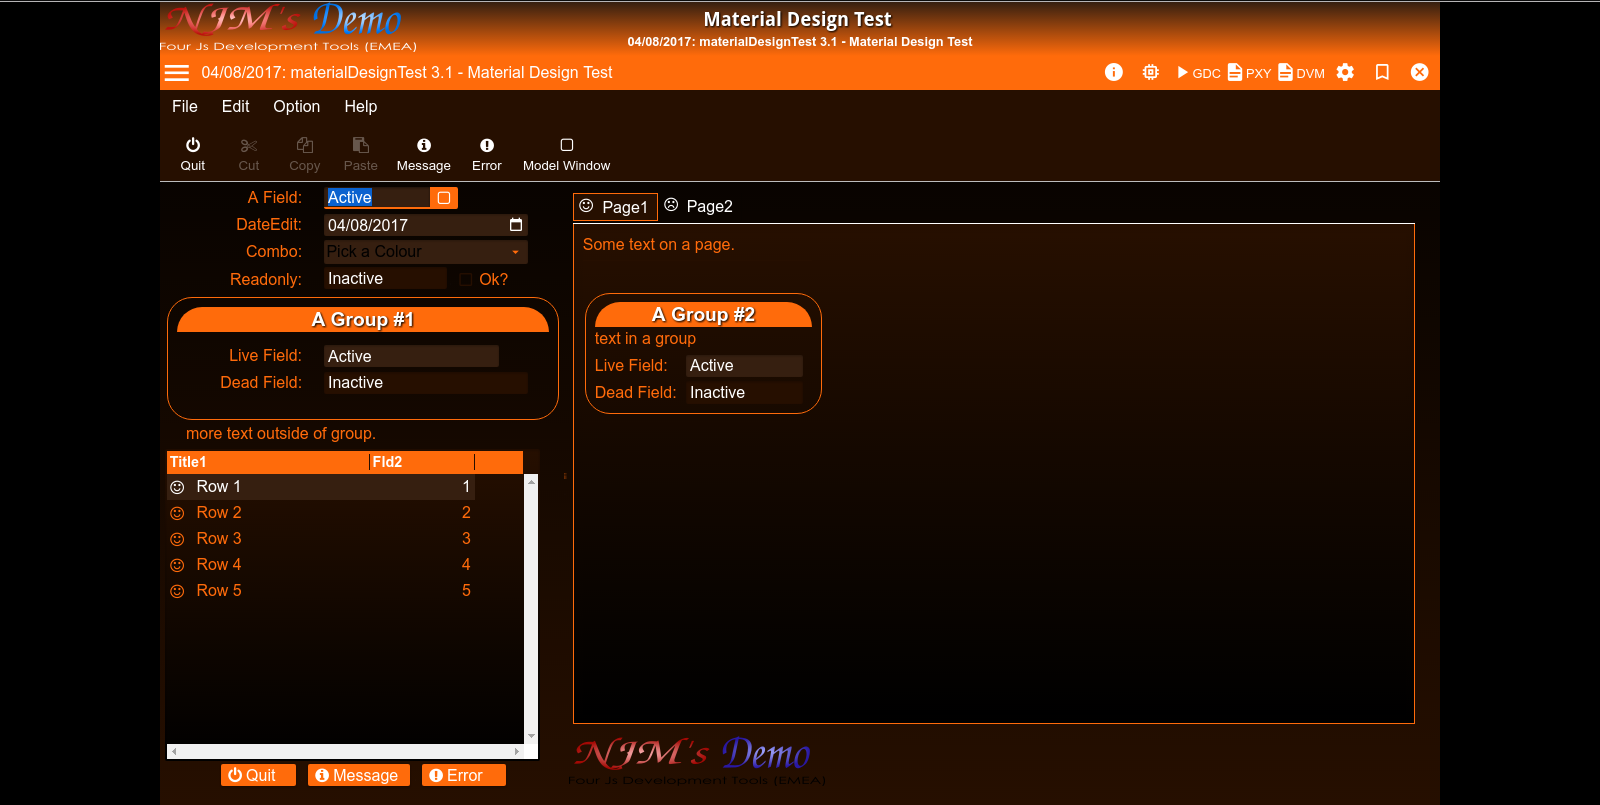 NJM's Demo
Four Js Development Tools (EMEA)
Material Design Test
04/08/2017: materialDesignTest 3.1 - Material Design Test
04/08/2017: materialDesignTest 3.1 - Material Design Test
GDC PXY DVM
File Edit Option Help
Quit Cut Copy Paste Message Error Model Window
A Field: Active
DateEdit: 04/08/2017
Combo: Pick a Colour
Readonly: Inactive Ok?
A Group #1
Live Field: Active
Dead Field: Inactive
more text outside of group.
Title1 Fld2
Row 1 1
Row 2 2
Row 3 3
Row 4 4
Row 5 5
Quit Message Error
Page1 Page2
Some text on a page.
A Group #2
text in a group
Live Field: Active
Dead Field: Inactive
NJM's Demo
Four Js Development Tools (EMEA)